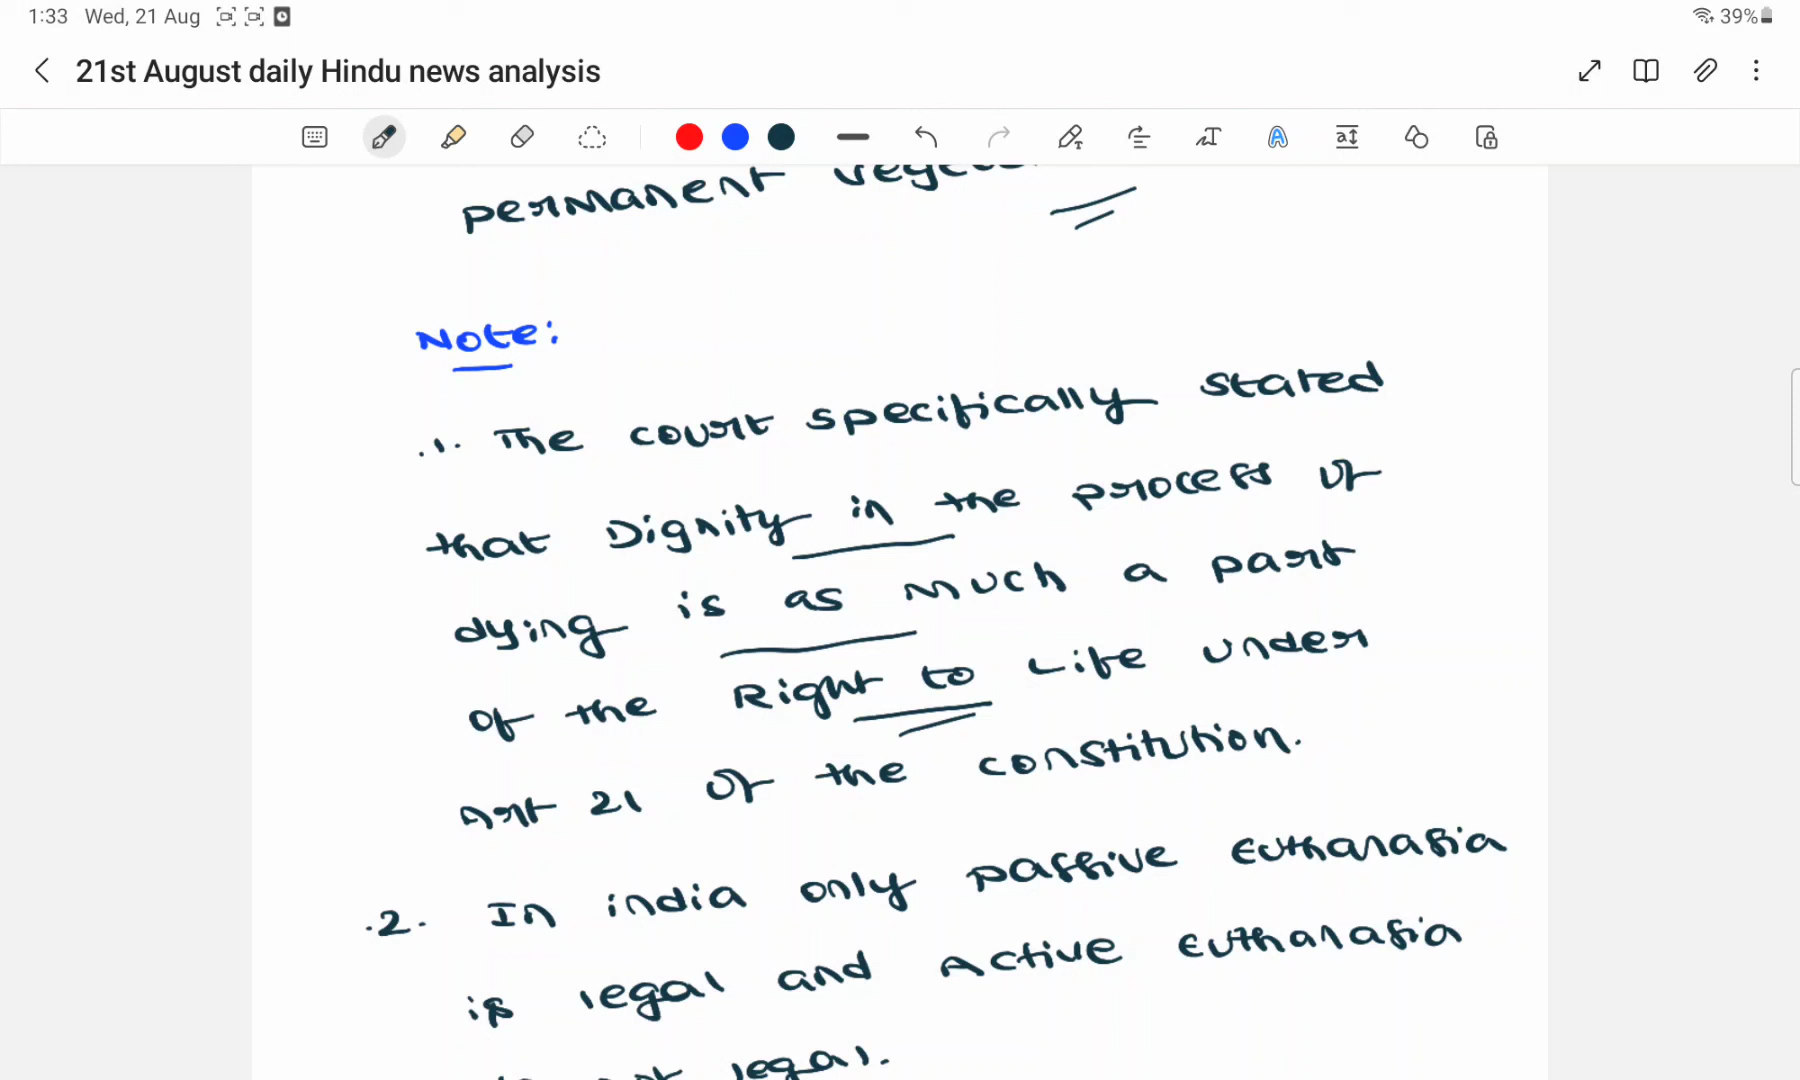 1:33 Wed, 21 Aug 39%
21st August daily Hindu news analysis
permanent
Note:
.1. The court specifically stated
that Dignity in the process of
dying is as much a part
of the Right to Life under
Art 21 of the constitution.
.2. In india only passive Euthanasia
is legal and Active Euthanasia
legal.